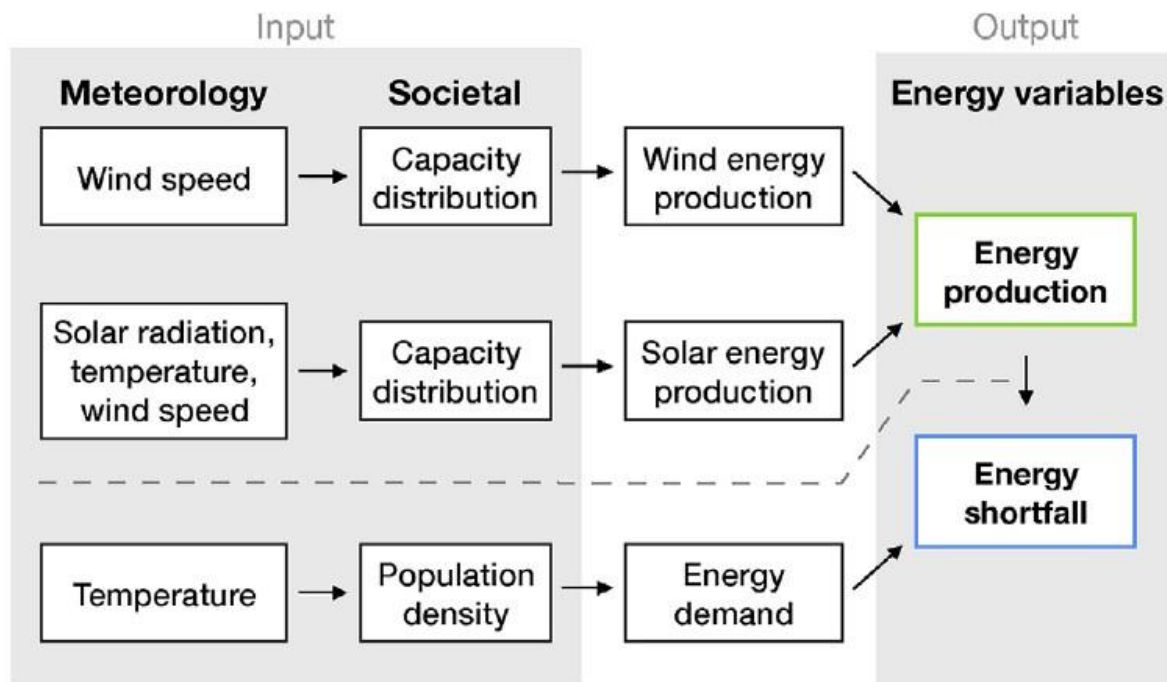 Input
Output
Meteorology
Societal
Energy variables
Wind speed
Capacity
distribution
Wind energy
production
Energy
production
Solar radiation,
temperature,
wind speed
Capacity
distribution
Solar energy
production
Energy
shortfall
Temperature
Population
density
Energy
demand